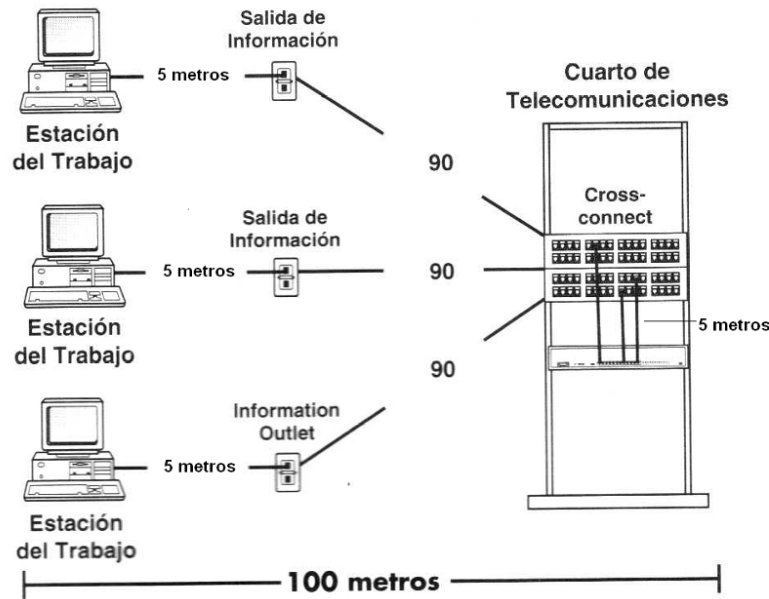 Salida de
Información
5 metros
Estación
del Trabajo
Cuarto de
Telecomunicaciones
90
Cross-
connect
Salida de
Información
5 metros
90
Estación
del Trabajo
5 metros
90
Information
Outlet
5 metros
Estación
del Trabajo
100 metros